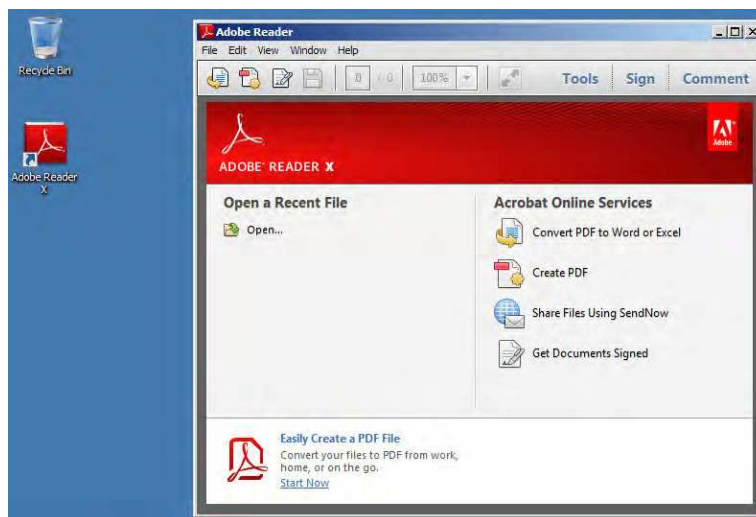 Recycle Bin
Adobe Reader
X
Adobe Reader
File Edit View Window Help
100%
Tools Sign Comment
Adobe
ADOBE® READER X
Open a Recent File
Open...
Acrobat Online Services
Convert PDF to Word or Excel
Create PDF
Share Files Using SendNow
Get Documents Signed
Easily Create a PDF File
Convert your files to PDF from work,
home, or on the go.
Start Now